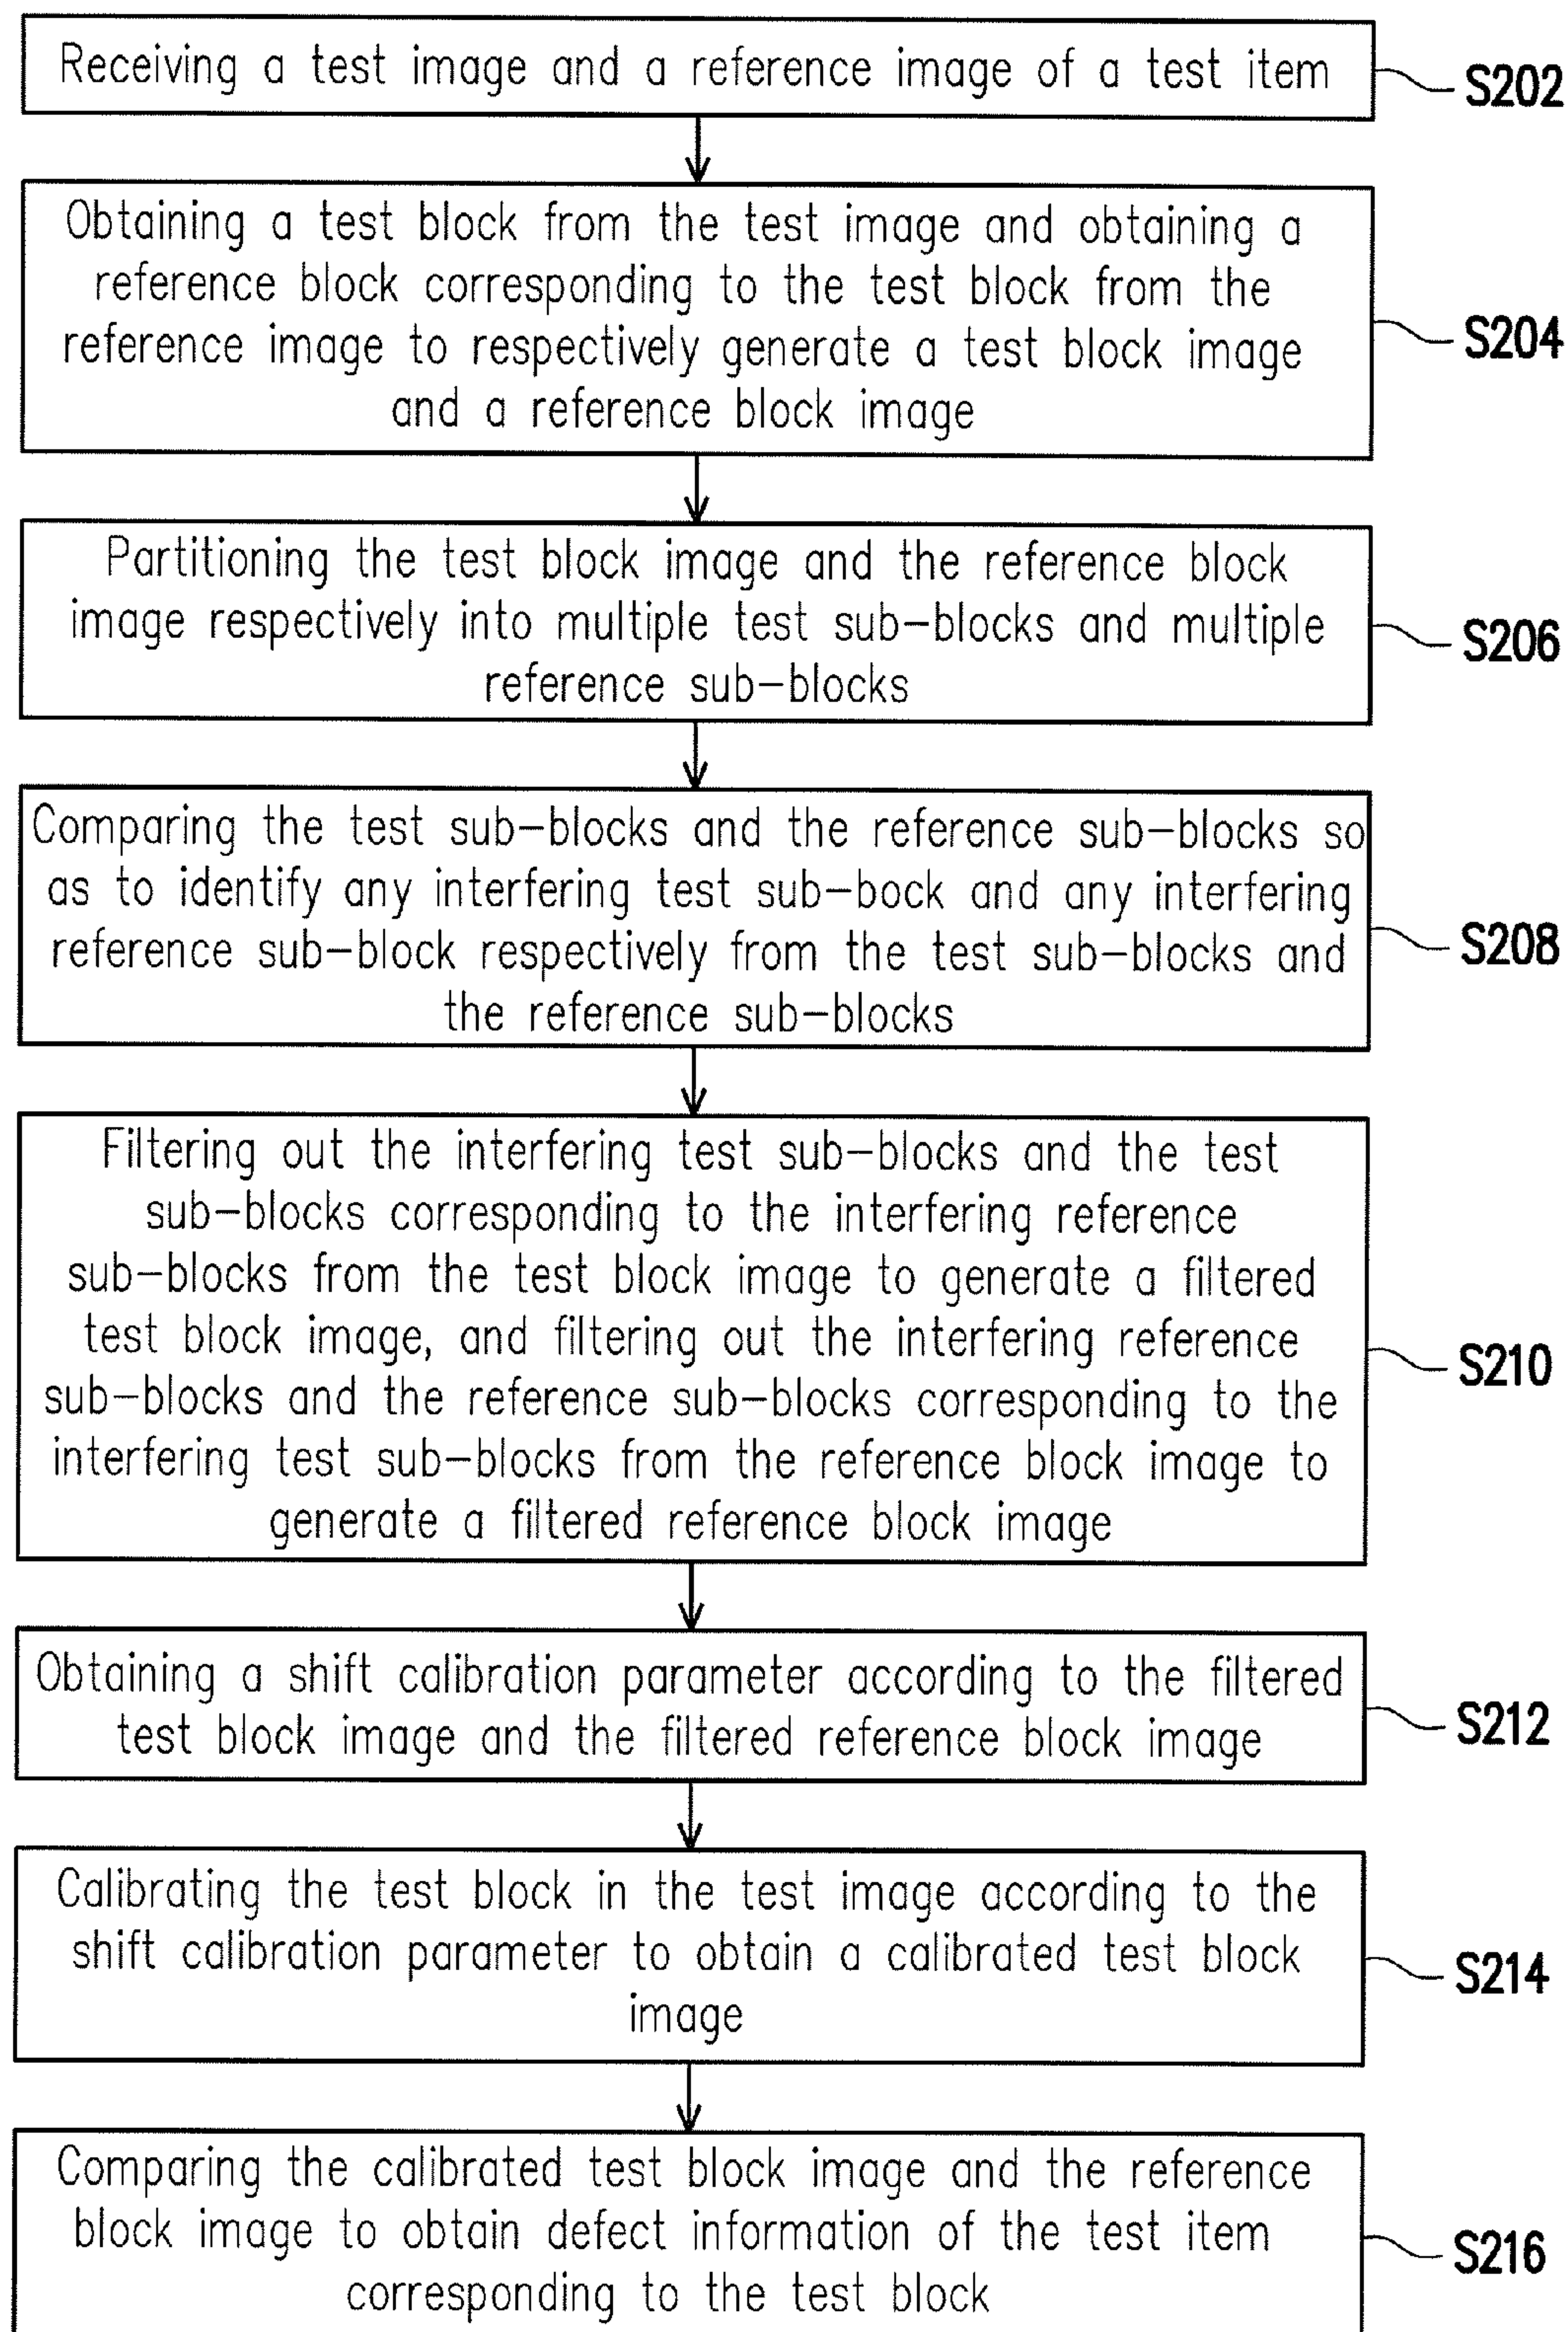 Receiving a test image and a reference image of a test item
S202
Obtaining a test block from the test image and obtaining a
reference block corresponding to the test block from the
reference image to respectively generate a test block image
and a reference block image
S204
Partitioning the test block image and the reference block
image respectively into multiple test sub-blocks and multiple
reference sub-blocks
S206
Comparing the test sub-blocks and the reference sub-blocks so
as to identify any interfering test sub-bock and any interfering
reference sub-block respectively from the test sub-blocks and
the reference sub-blocks
S208
Filtering out the interfering test sub-blocks and the test
sub-blocks corresponding to the interfering reference
sub-blocks from the test block image to generate a filtered
test block image, and filtering out the interfering reference
sub-blocks and the reference sub-blocks corresponding to the
interfering test sub-blocks from the reference block image to
generate a filtered reference block image
S210
Obtaining a shift calibration parameter according to the filtered
test block image and the filtered reference block image
S212
Calibrating the test block in the test image according to the
shift calibration parameter to obtain a calibrated test block
image
S214
Comparing the calibrated test block image and the reference
block image to obtain defect information of the test item
corresponding to the test block
S216